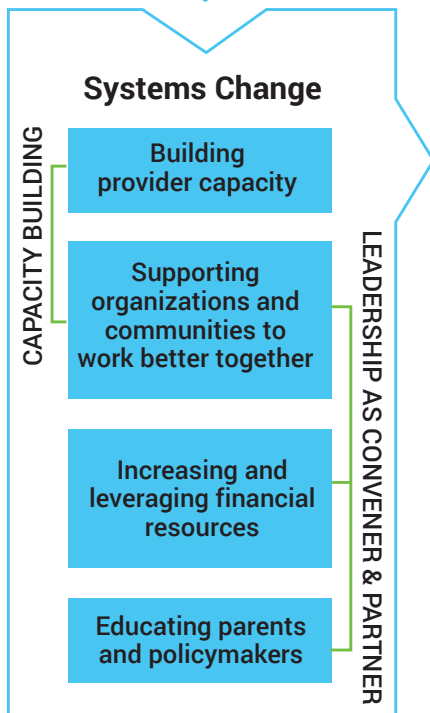 Systems Change
CAPACITY BUILDING
Building
provider capacity
Supporting
organizations and
communities to
work better together
Increasing and
leveraging financial
resources
Educating parents
and policymakers
LEADERSHIP AS CONVENER & PARTNER